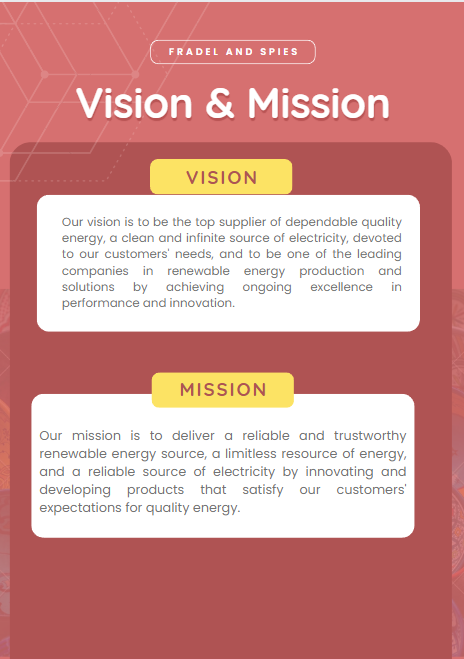 FRADEL AND SPIES
Vision & Mission
VISION
Our vision is to be the top supplier of dependable quality
energy, a clean and infinite source of electricity, devoted
to our customers' needs, and to be one of the leading
companies in renewable energy production and
solutions by achieving ongoing excellence in
performance and innovation.
MISSION
Our mission is to deliver a reliable and trustworthy
renewable energy source, a limitless resource of energy,
and a reliable source of electricity by innovating and
developing products that satisfy our customers'
expectations for quality energy.